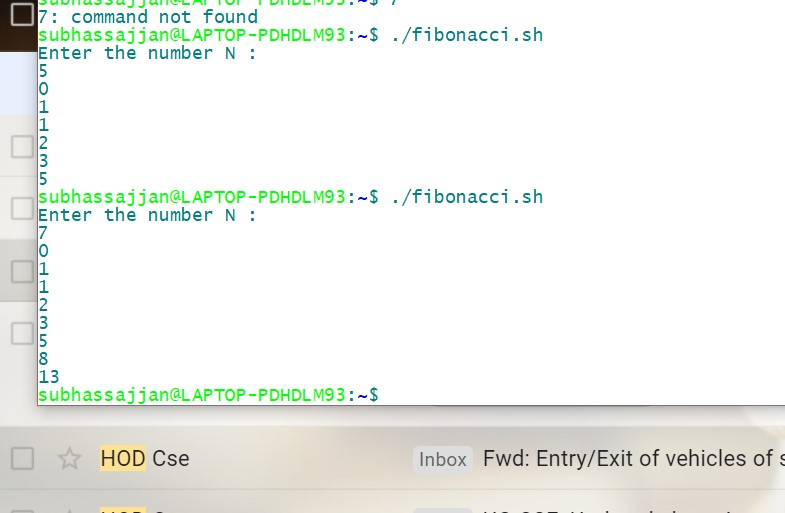 7: command not found
subhassajjan@LAPTOP-PDHDLM93:~$ ./fibonacci.sh
Enter the number N :
5
0
1
1
2
3
5
subhassajjan@LAPTOP-PDHDLM93:~$ ./fibonacci.sh
Enter the number N :
7
0
1
1
2
3
5
8
13
subhassajjan@LAPTOP-PDHDLM93:~$
HOD Cse Inbox Fwd: Entry/Exit of vehicles of s